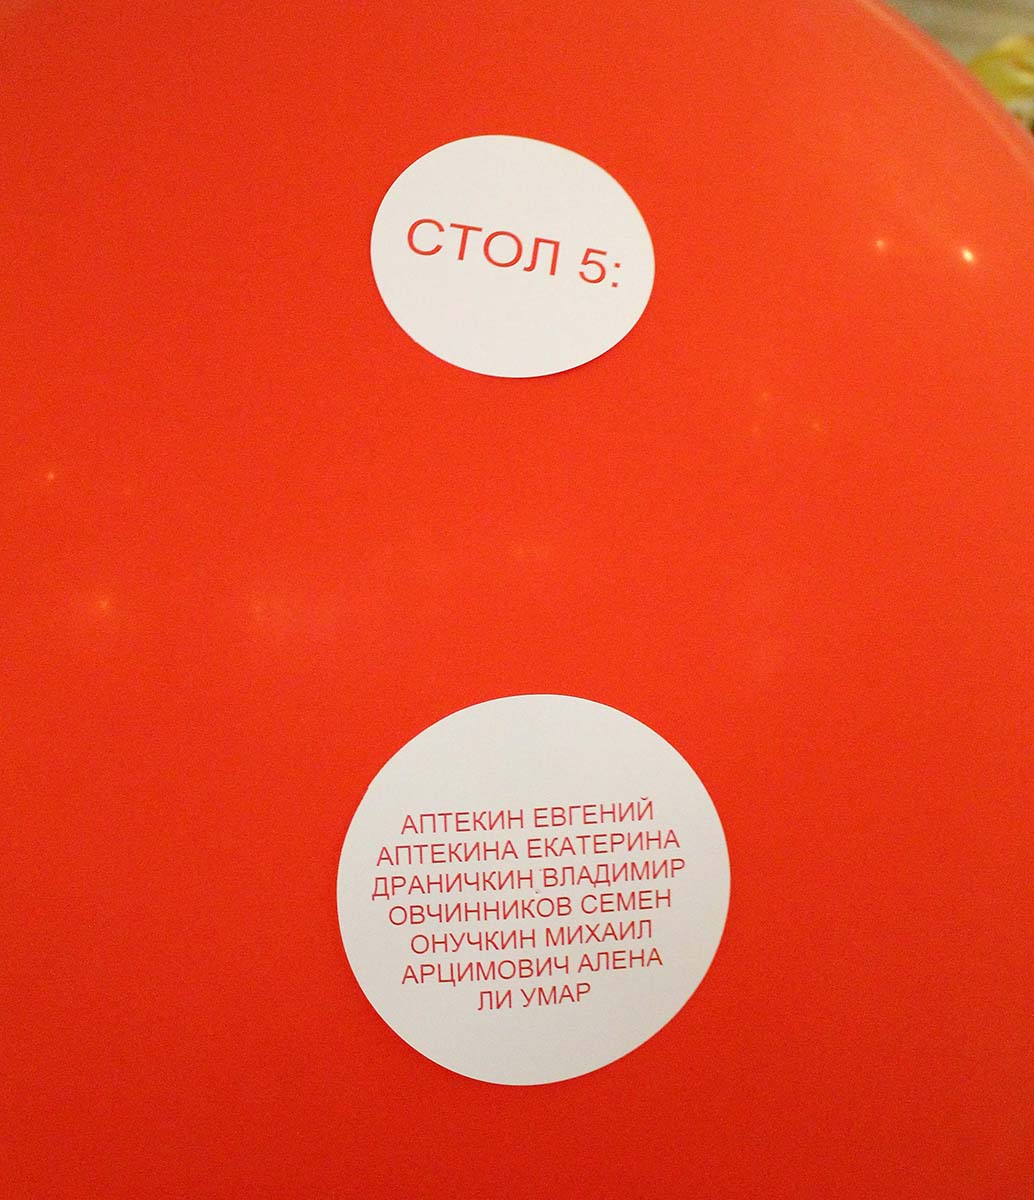 СТОЛ 5:
АПТЕКИН ЕВГЕНИЙ
АПТЕКИНА ЕКАТЕРИНА
ДРАНИЧКИН ВЛАДИМИР
ОВЧИННИКОВ СЕМЕН
ОНУЧКИН МИХАИЛ
АРЦИМОВИЧ АЛЕНА
ЛИ УМАР